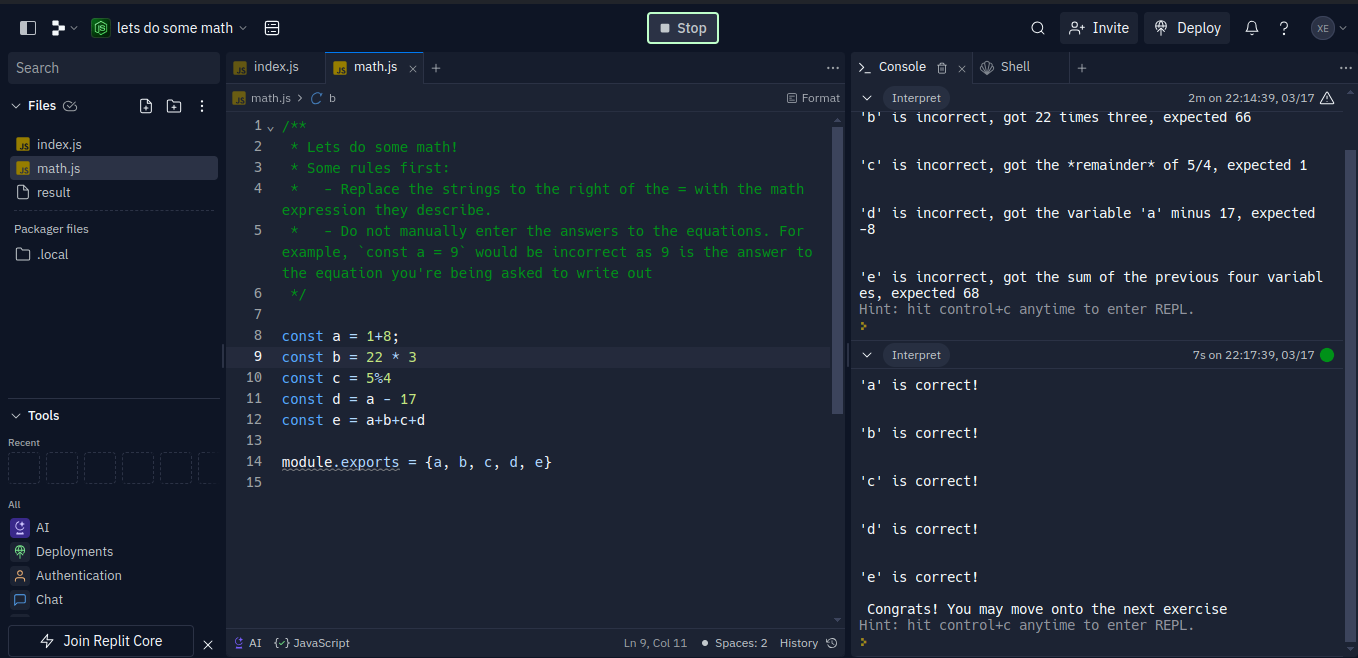 lets do some math
Stop
Invite
Deploy
XE
Search
Files
index.js
math.js
result
Packager files
.local
Tools
Recent
All
AI
Deployments
Authentication
Chat
Join Replit Core
index.js
math.js
math.js > b
Format
1 /**
2  * Lets do some math!
3  * Some rules first:
4  *   - Replace the strings to the right of the = with the math
expression they describe.
5  *   - Do not manually enter the answers to the equations. For
example, `const a = 9` would be incorrect as 9 is the answer to
the equation you're being asked to write out
6  */
7
8 const a = 1+8;
9 const b = 22 * 3
10 const c = 5%4
11 const d = a - 17
12 const e = a+b+c+d
13
14 module.exports = {a, b, c, d, e}
15
AI
JavaScript
Ln 9, Col 11
Spaces: 2
History
Console
Shell
Interpret
2m on 22:14:39, 03/17
'b' is incorrect, got 22 times three, expected 66
'c' is incorrect, got the *remainder* of 5/4, expected 1
'd' is incorrect, got the variable 'a' minus 17, expected
-8
'e' is incorrect, got the sum of the previous four variabl
es, expected 68
Hint: hit control+c anytime to enter REPL.
Interpret
7s on 22:17:39, 03/17
'a' is correct!
'b' is correct!
'c' is correct!
'd' is correct!
'e' is correct!
Congrats! You may move onto the next exercise
Hint: hit control+c anytime to enter REPL.